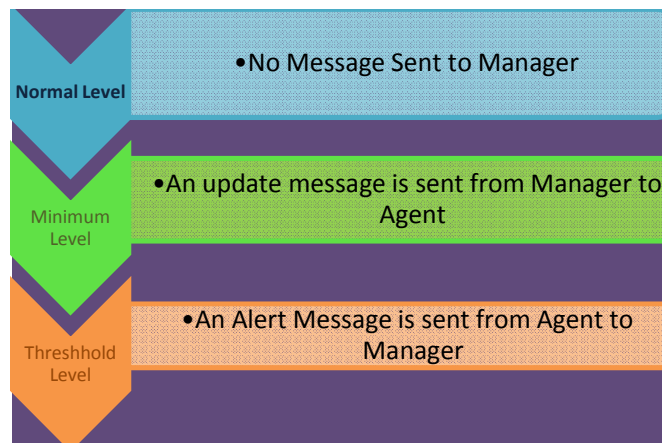 Normal Level
•No Message Sent to Manager
Minimum
Level
•An update message is sent from Manager to
Agent
Threshhold
Level
•An Alert Message is sent from Agent to
Manager